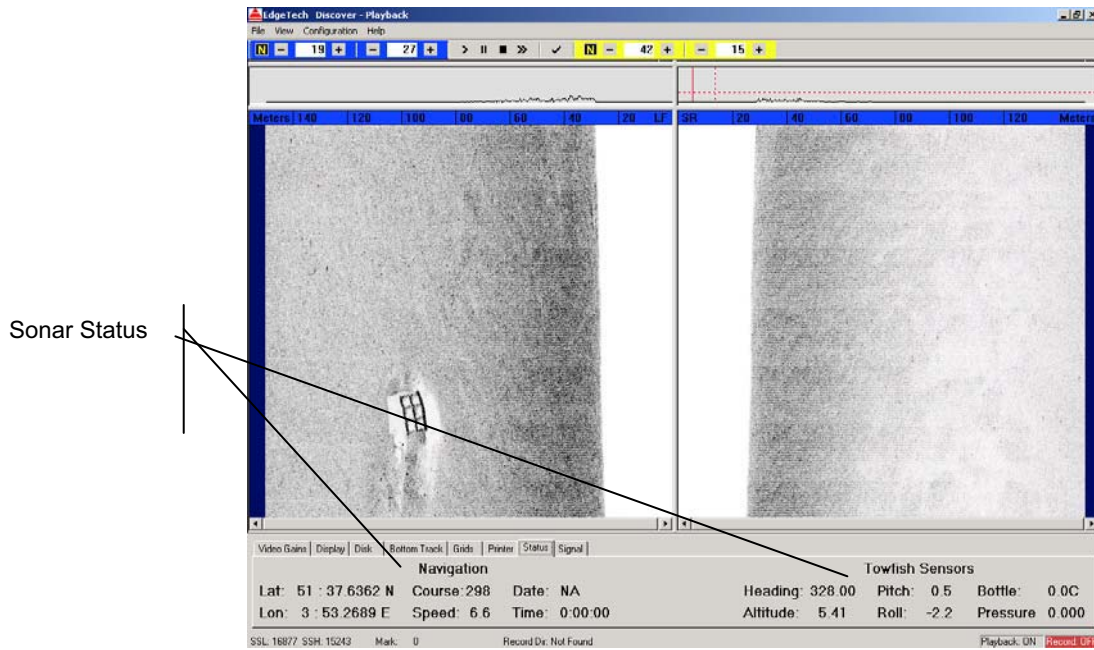 EdgeTech Discover - Playback
File View Configuration Help
N - 19 + - 27 + N - 42 + - 15 +
Meters 140 120 100 80 60 40 20 LF SR 20 40 60 80 100 120 Meters
Sonar Status
Video Gains Display Disk Bottom Track Grids Printer Status Signal
Navigation Towfish Sensors
Lat: 51 : 37.6362 N Course: 298 Date: NA Heading: 328.00 Pitch: 0.5 Bottle: 0.0C
Lon: 3 : 53.2689 E Speed: 6.6 Time: 0:00:00 Altitude: 5.41 Roll: -2.2 Pressure 0.000
SSL: 16877 SSH: 15243 Mark: 0 Record Dir: Not Found Playback: ON Record: OFF